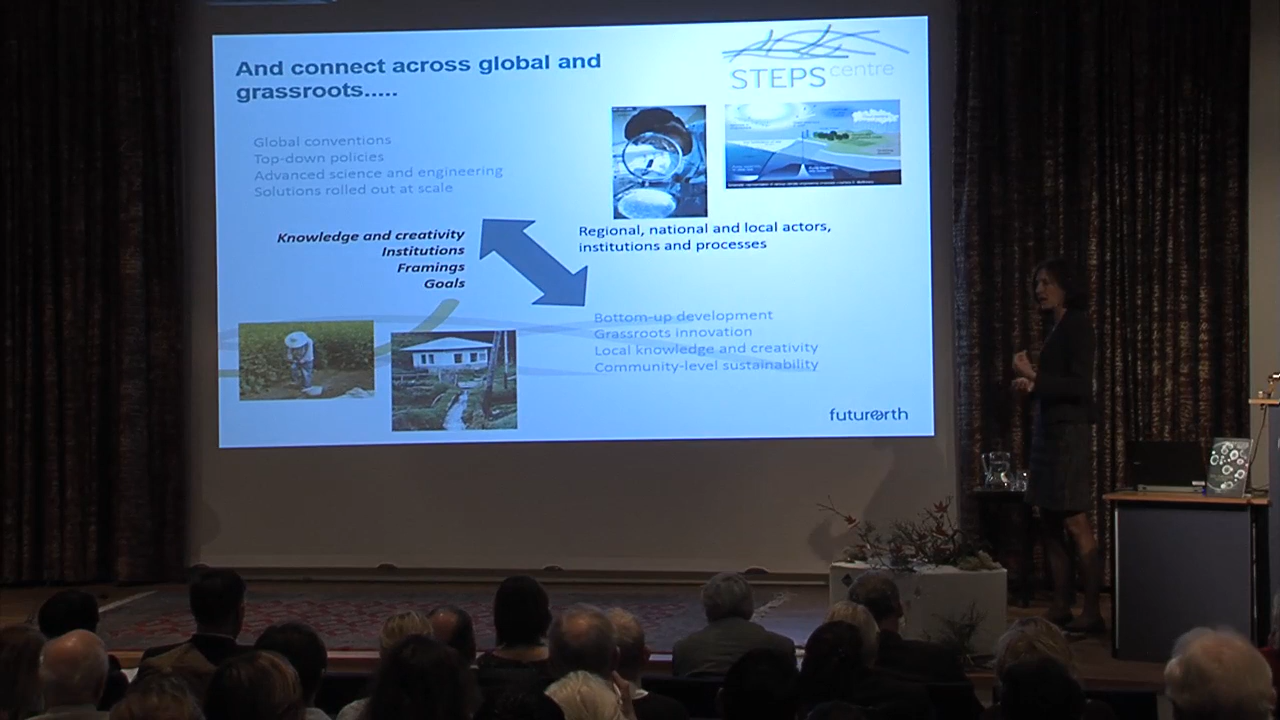 And connect across global and
grassroots.....
STEPS centre
Global conventions
Top-down policies
Advanced science and engineering
Solutions rolled out at scale
Knowledge and creativity
Institutions
Framings
Goals
Regional, national and local actors,
institutions and processes
Bottom-up development
Grassroots innovation
Local knowledge and creativity
Community-level sustainability
futurearth